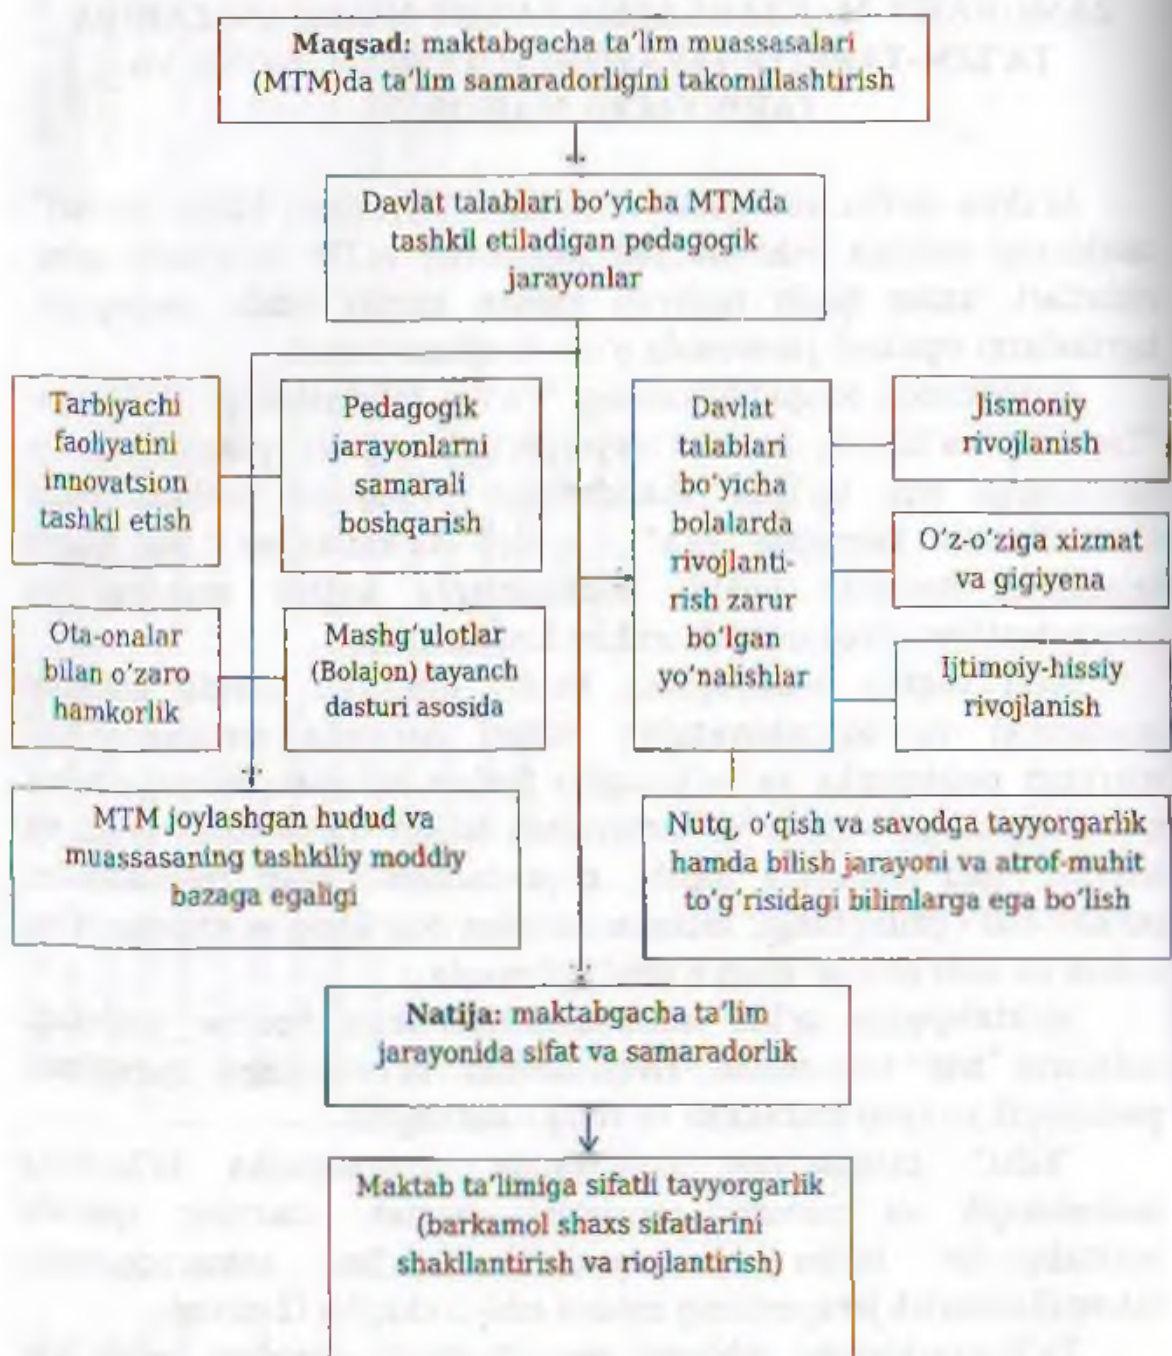 Maqsad: maktabgacha ta'lim muassasalari
(MTM)da ta'lim samaradorligini takomillashtirish
Davlat talablari bo'yicha MTMda
tashkil etiladigan pedagogik
jarayonlar
Tarbiyachi
faoliyatini
innovatsion
tashkil etish
Pedagogik
jarayonlarni
samarali
boshqarish
Ota-onalar
bilan o'zaro
hamkorlik
Mashg'ulotlar
(Bolajon) tayanch
dasturi asosida
MTM joylashgan hudud va
muassasaning tashkiliy moddiy
bazaga egaligi
Davlat
talablari
bo'yicha
bolalarda
rivojlanti-
rish zarur
bo'lgan
yo'nalishlar
Jismoniy
rivojlanish
O'z-o'ziga xizmat
va gigiyena
Ijtimoiy-hissiy
rivojlanish
Nutq, o'qish va savodga tayyorgarlik
hamda bilish jarayoni va atrof-muhit
to'g'risidagi bilimlarga ega bo'lish
Natija: maktabgacha ta'lim
jarayonida sifat va samaradorlik
Maktab ta'limiga sifatli tayyorgarlik
(barkamol shaxs sifatlarini
shakllantirish va riojlantirish)